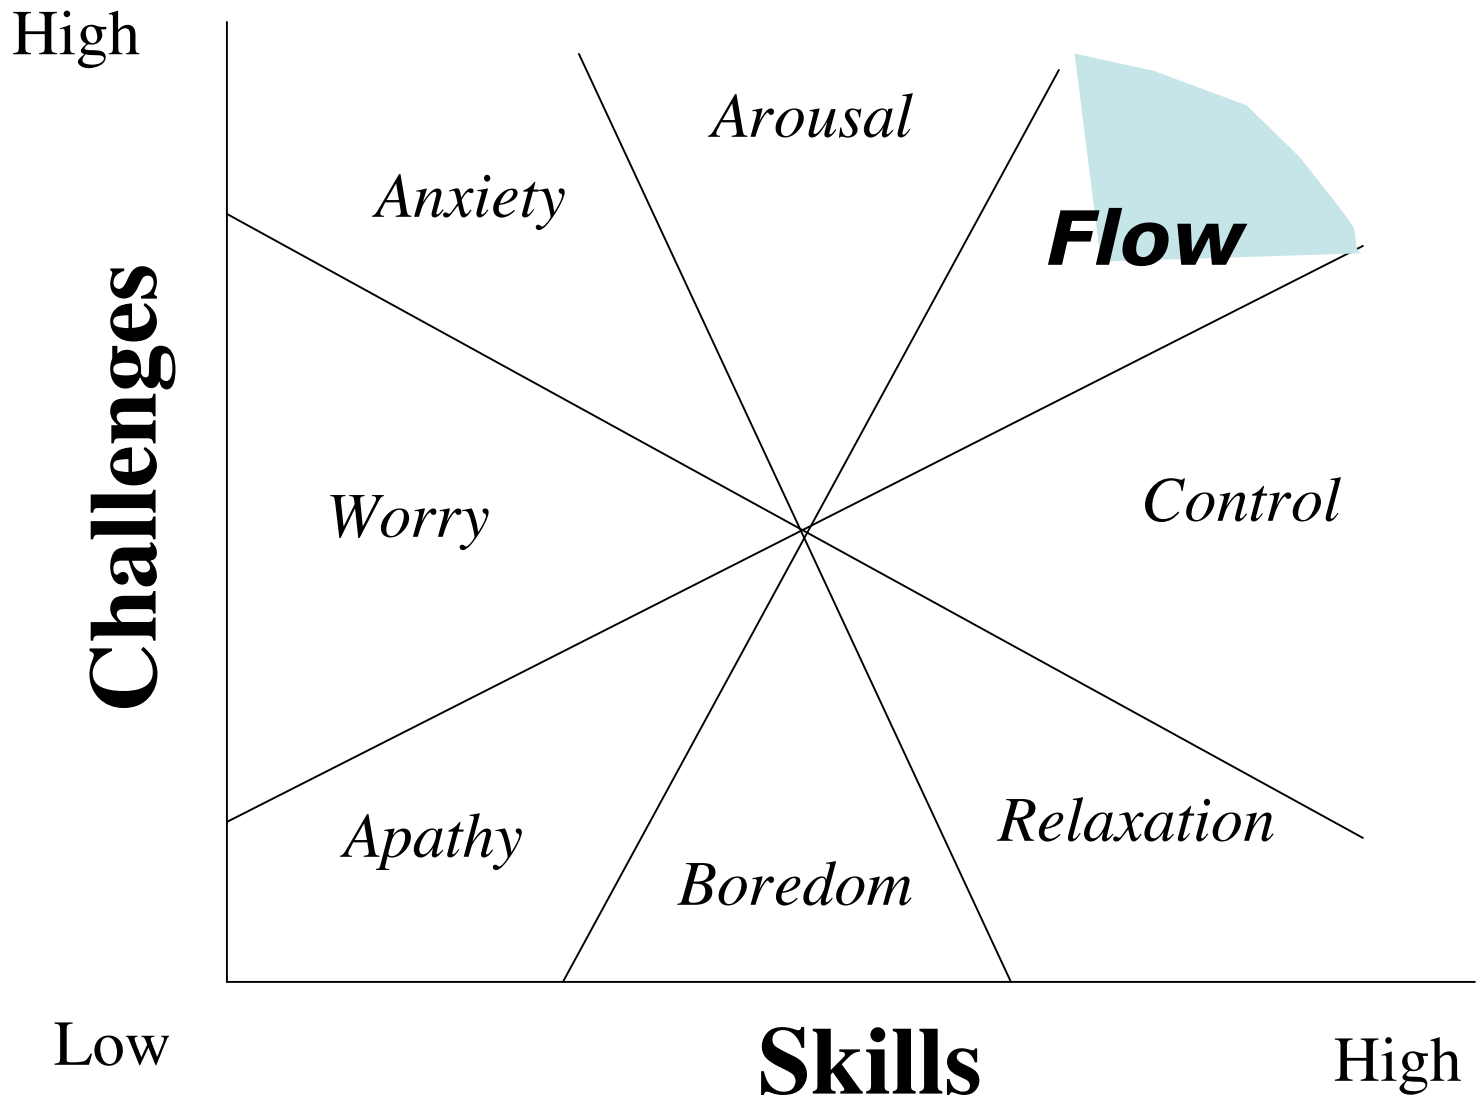 High
Arousal
Anxiety
Flow
Challenges
Worry
Control
Relaxation
Apathy
Boredom
Low
Skills
High